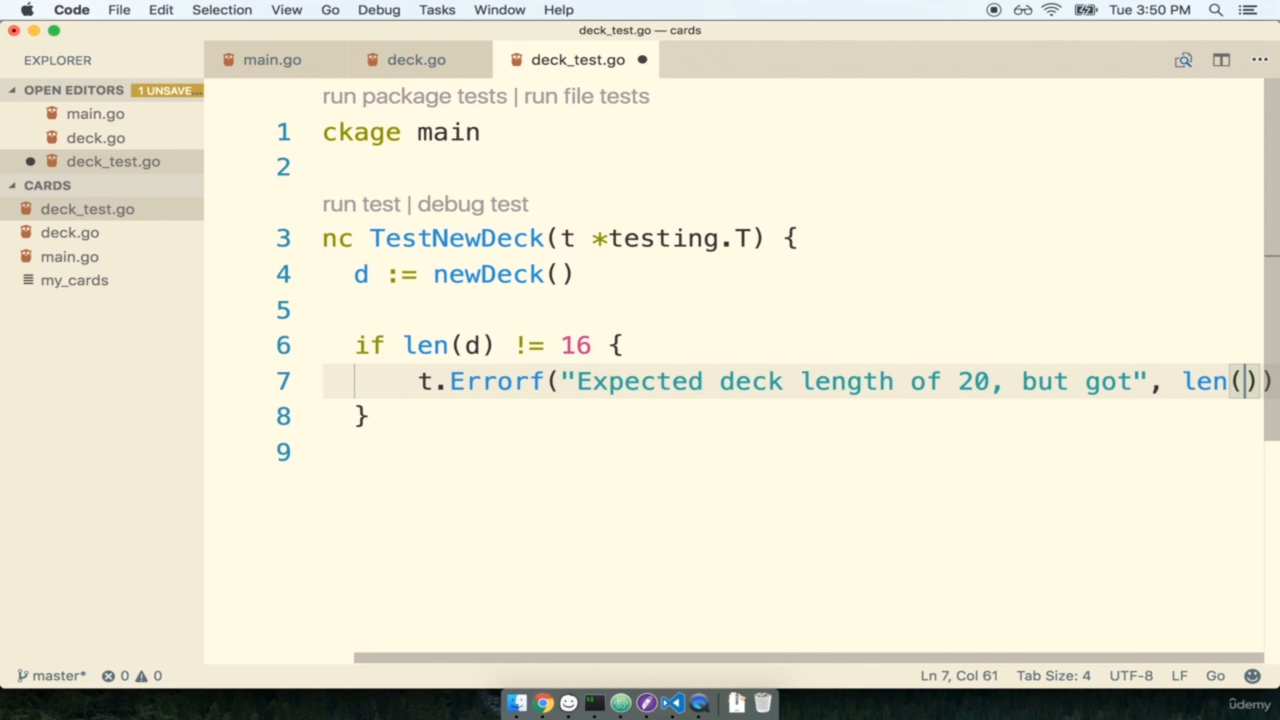 Code File Edit Selection View Go Debug Tasks Window Help Tue 3:50 PM
deck_test.go — cards
EXPLORER
main.go deck.go deck_test.go
OPEN EDITORS 1 UNSAVE...
main.go
deck.go
deck_test.go
CARDS
deck_test.go
deck.go
main.go
my_cards
run package tests | run file tests
1 ckage main
2
run test | debug test
3 nc TestNewDeck(t *testing.T) {
4 d := newDeck()
5
6 if len(d) != 16 {
7 t.Errorf("Expected deck length of 20, but got", len())
8 }
9
master* 0 0 Ln 7, Col 61 Tab Size: 4 UTF-8 LF Go
udemy